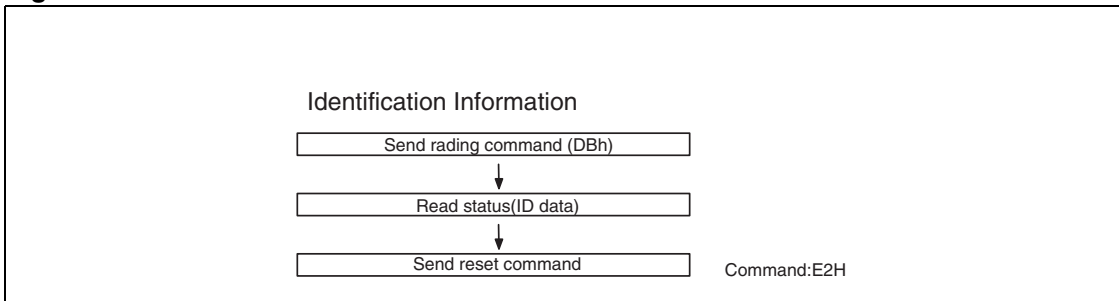 Identification Information
Send rading command (DBh)
Read status(ID data)
Send reset command
Command:E2H